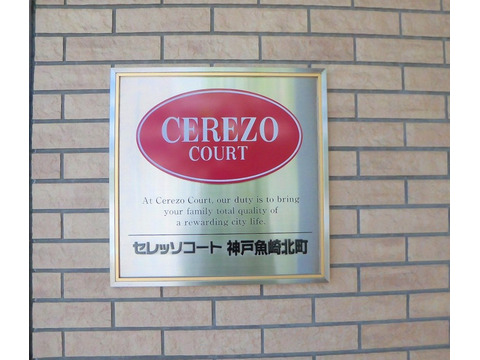 CEREZO
COURT
At Cerezo Court, our duty is to bring
your family total quality of
a rewarding city life.
セレッソコート 神戸魚崎北町